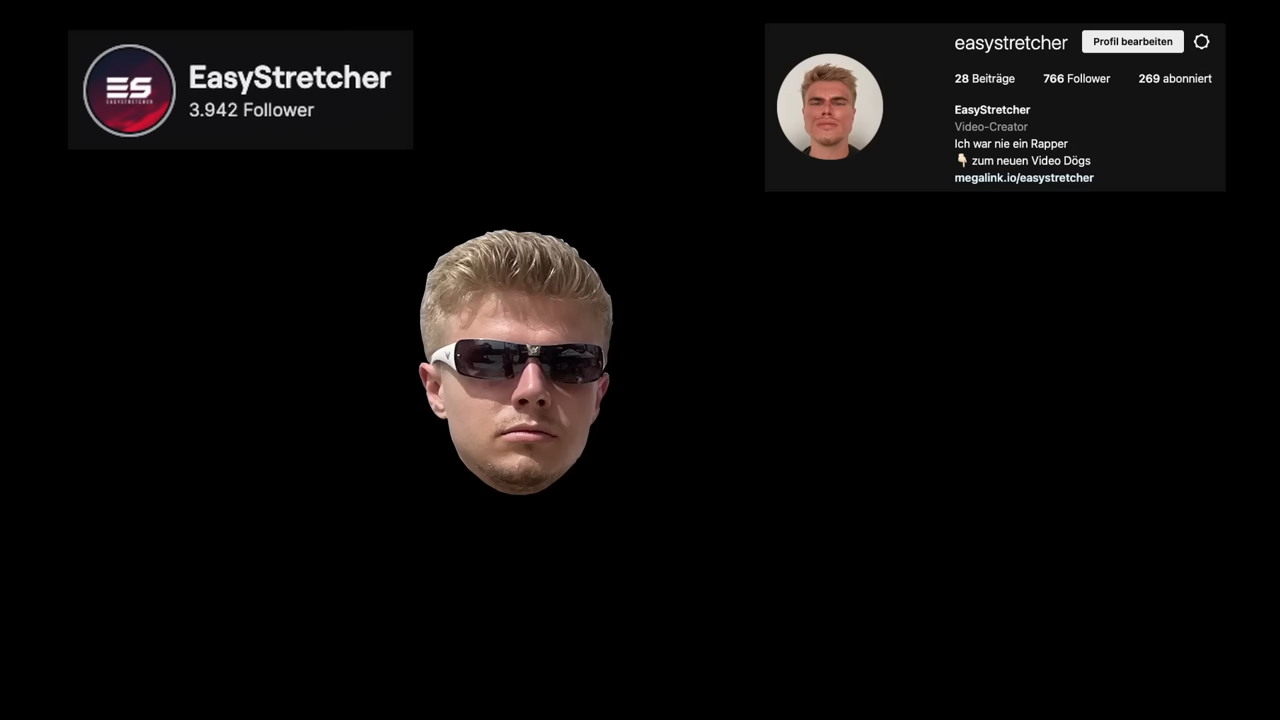 ES
EASYSTRETCHER
EasyStretcher
3.942 Follower
easystretcher
Profil bearbeiten
28 Beiträge 766 Follower 269 abonniert
EasyStretcher
Video-Creator
Ich war nie ein Rapper
👇🏻 zum neuen Video Dögs
megalink.io/easystretcher